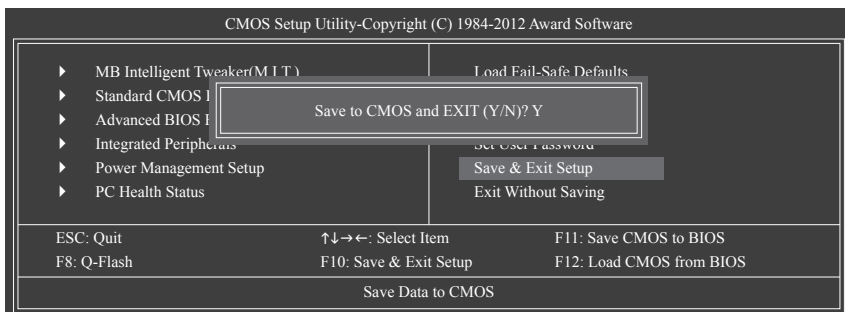 CMOS Setup Utility-Copyright (C) 1984-2012 Award Software
MB Intelligent Tweaker(M.I.T.)
Standard CMOS
Advanced BIOS
Integrated Peripherals
Power Management Setup
PC Health Status
Load Fail-Safe Defaults
Set User Password
Save & Exit Setup
Exit Without Saving
Save to CMOS and EXIT (Y/N)? Y
ESC: Quit
↑↓→←: Select Item
F11: Save CMOS to BIOS
F8: Q-Flash
F10: Save & Exit Setup
F12: Load CMOS from BIOS
Save Data to CMOS